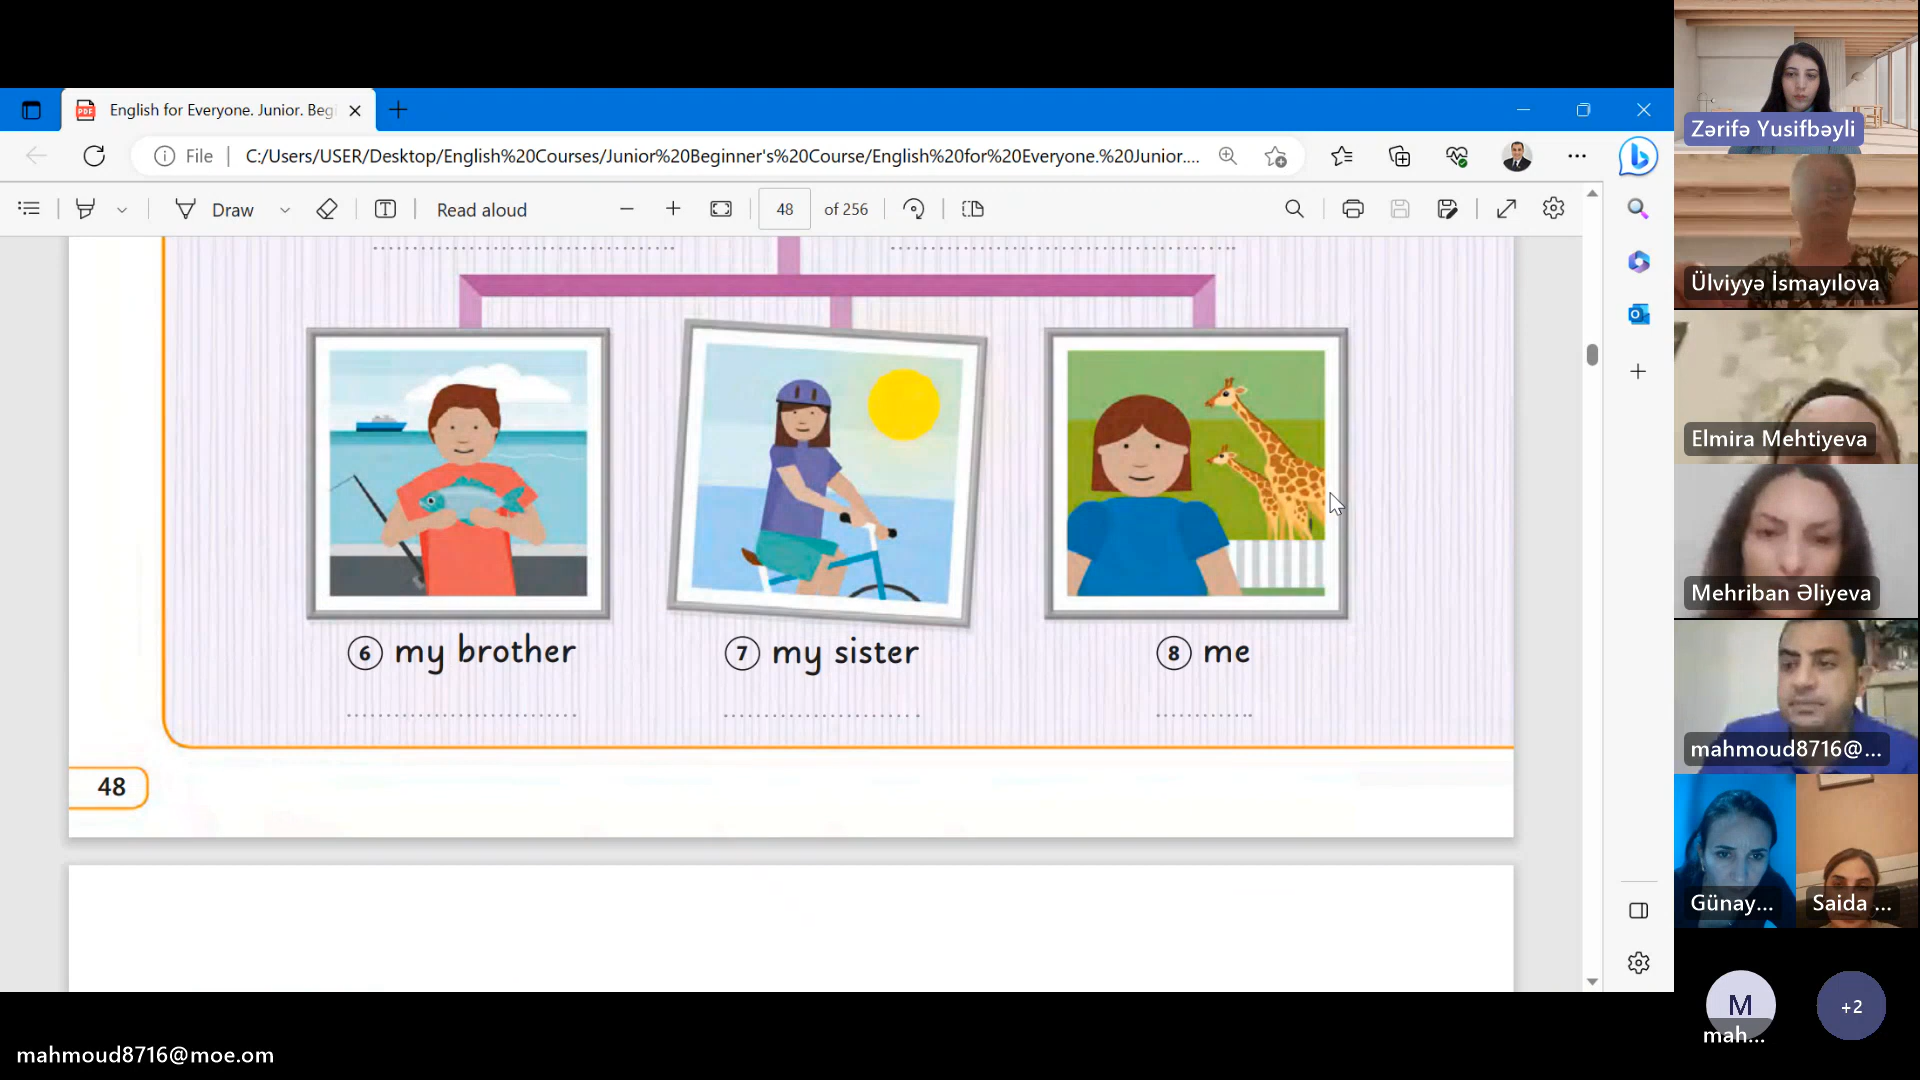 English for Everyone. Junior. Beg
File
C:/Users/USER/Desktop/English%20Courses/Junior%20Beginner's%20Course/English%20for%20Everyone.%20Junior....
Draw
Read aloud
48
of 256
6 my brother
7 my sister
8 me
48
Zərifə Yusifbəyli
Ülviyyə İsmayılova
Elmira Mehtiyeva
Mehriban Əliyeva
mahmoud8716@...
Günay...
Saida ...
M
mah...
+2
mahmoud8716@moe.om